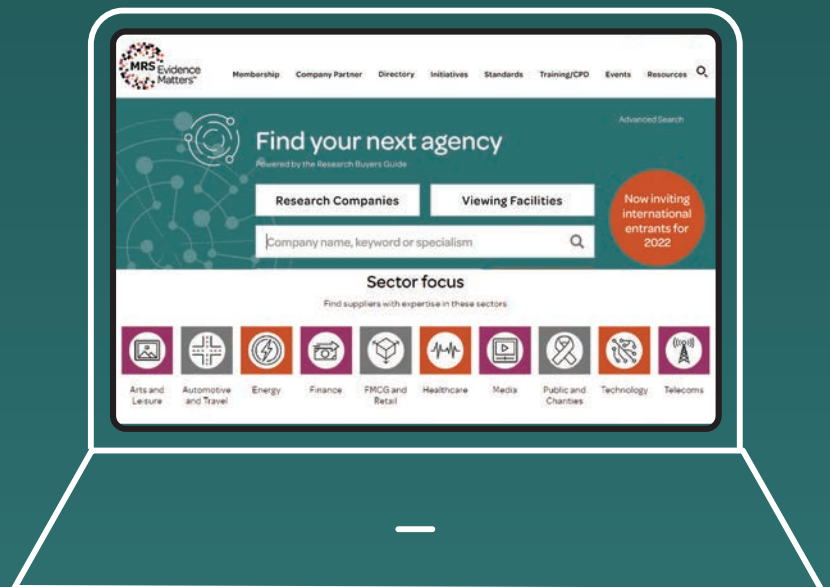 MRS Evidence
Matters™
Membership Company Partner Directory Initiatives Standards Training/CPD Events Resources
Advanced Search
Find your next agency
Powered by the Research Buyers Guide
Research Companies
Viewing Facilities
Company name, keyword or specialism
Now inviting
international
entrants for
2022
Sector focus
Find suppliers with expertise in these sectors
Arts and
Leisure
Automotive
and Travel
Energy
Finance
FMCG and
Retail
Healthcare
Media
Public and
Charities
Technology
Telecoms